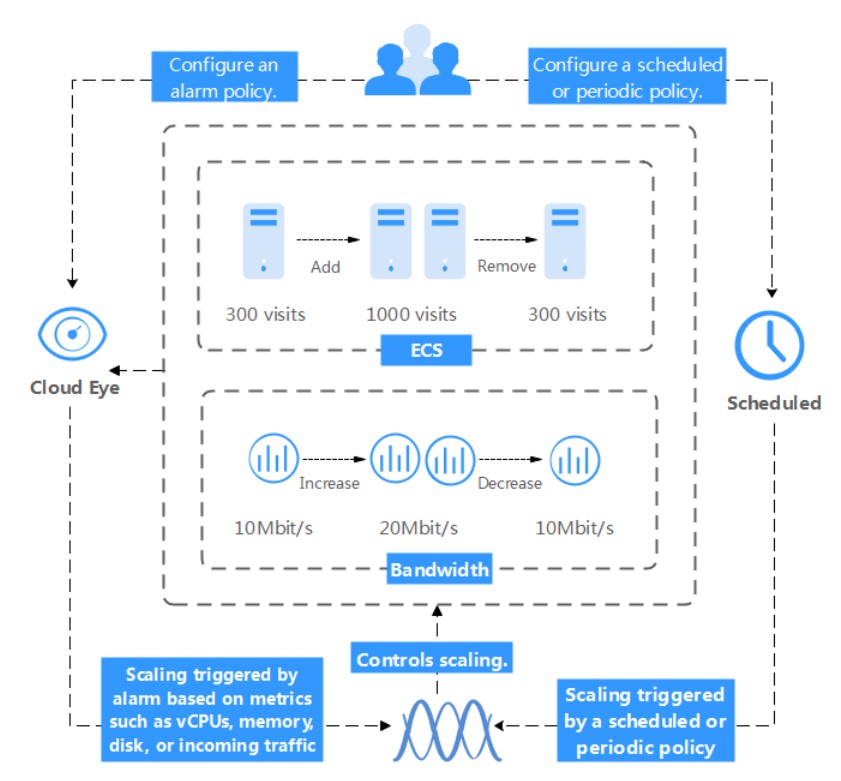 Configure an
alarm policy.
Configure a scheduled
or periodic policy.
Add
Remove
300 visits
1000 visits
300 visits
ECS
Cloud Eye
Scheduled
Increase
Decrease
10Mbit/s
20Mbit/s
10Mbit/s
Bandwidth
Controls scaling.
Scaling triggered by
alarm based on metrics
such as vCPUs, memory,
disk, or incoming traffic
Scaling triggered
by a scheduled or
periodic policy